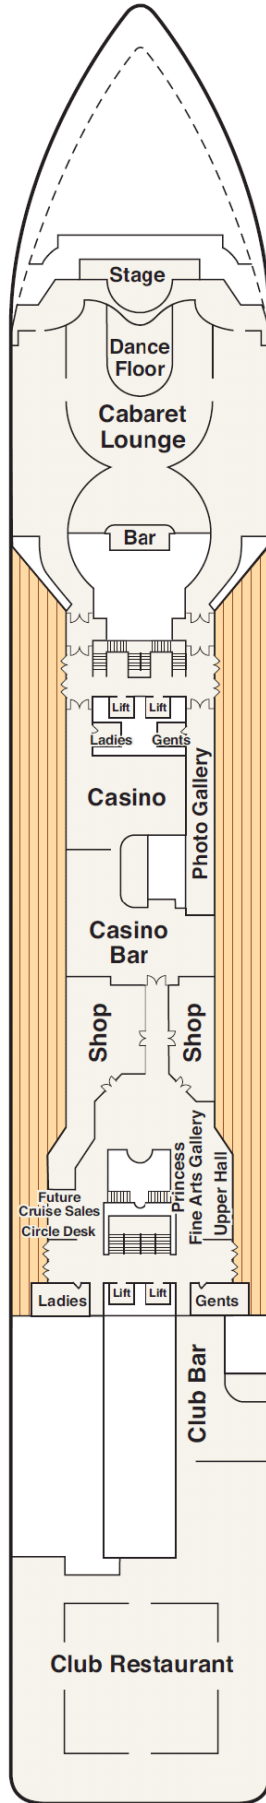 Stage
Dance
Floor
Cabaret
Lounge
Bar
Lift
Lift
Ladies
Gents
Casino
Photo Gallery
Casino
Bar
Shop
Shop
Princess
Fine Arts Gallery
Upper Hall
Future
Cruise Sales
Circle Desk
Lift
Lift
Ladies
Gents
Club Bar
Club Restaurant